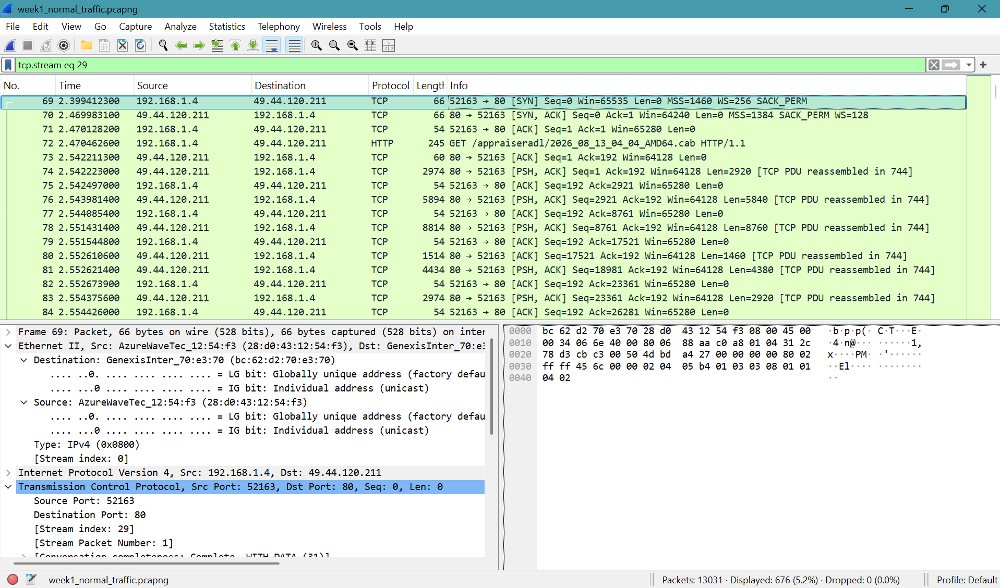 week1_normal_traffic.pcapng
File Edit View Go Capture Analyze Statistics Telephony Wireless Tools Help
tcp.stream eq 29
No. Time Source Destination Protocol Length Info
69 2.399412300 192.168.1.4 49.44.120.211 TCP 66 52163 → 80 [SYN] Seq=0 Win=65535 Len=0 MSS=1460 WS=256 SACK_PERM
70 2.469983100 49.44.120.211 192.168.1.4 TCP 66 80 → 52163 [SYN, ACK] Seq=0 Ack=1 Win=64240 Len=0 MSS=1384 SACK_PERM WS=128
71 2.470128200 192.168.1.4 49.44.120.211 TCP 54 52163 → 80 [ACK] Seq=1 Ack=1 Win=65280 Len=0
72 2.470462600 192.168.1.4 49.44.120.211 HTTP 245 GET /appraiseradl/2026_08_13_04_04_AMD64.cab HTTP/1.1
73 2.542211300 49.44.120.211 192.168.1.4 TCP 60 80 → 52163 [ACK] Seq=1 Ack=192 Win=64128 Len=0
74 2.542223000 49.44.120.211 192.168.1.4 TCP 2974 80 → 52163 [PSH, ACK] Seq=1 Ack=192 Win=64128 Len=2920 [TCP PDU reassembled in 744]
75 2.542497000 192.168.1.4 49.44.120.211 TCP 54 52163 → 80 [ACK] Seq=192 Ack=2921 Win=65280 Len=0
76 2.543981400 49.44.120.211 192.168.1.4 TCP 5894 80 → 52163 [PSH, ACK] Seq=2921 Ack=192 Win=64128 Len=5840 [TCP PDU reassembled in 744]
77 2.544085400 192.168.1.4 49.44.120.211 TCP 54 52163 → 80 [ACK] Seq=192 Ack=8761 Win=65280 Len=0
78 2.551431400 49.44.120.211 192.168.1.4 TCP 8814 80 → 52163 [PSH, ACK] Seq=8761 Ack=192 Win=64128 Len=8760 [TCP PDU reassembled in 744]
79 2.551544800 192.168.1.4 49.44.120.211 TCP 54 52163 → 80 [ACK] Seq=192 Ack=17521 Win=65280 Len=0
80 2.552610600 49.44.120.211 192.168.1.4 TCP 1514 80 → 52163 [ACK] Seq=17521 Ack=192 Win=64128 Len=1460 [TCP PDU reassembled in 744]
81 2.552621400 49.44.120.211 192.168.1.4 TCP 4434 80 → 52163 [PSH, ACK] Seq=18981 Ack=192 Win=64128 Len=4380 [TCP PDU reassembled in 744]
82 2.552673900 192.168.1.4 49.44.120.211 TCP 54 52163 → 80 [ACK] Seq=192 Ack=23361 Win=65280 Len=0
83 2.554375600 49.44.120.211 192.168.1.4 TCP 2974 80 → 52163 [PSH, ACK] Seq=23361 Ack=192 Win=64128 Len=2920 [TCP PDU reassembled in 744]
84 2.554426000 192.168.1.4 49.44.120.211 TCP 54 52163 → 80 [ACK] Seq=192 Ack=26281 Win=65280 Len=0
Frame 69: Packet, 66 bytes on wire (528 bits), 66 bytes captured (528 bits) on inter
Ethernet II, Src: AzureWaveTec_12:54:f3 (28:d0:43:12:54:f3), Dst: GenexisInter_70:e3:
Destination: GenexisInter_70:e3:70 (bc:62:d2:70:e3:70)
.... ..0. .... .... .... .... = LG bit: Globally unique address (factory defau
.... ...0 .... .... .... .... = IG bit: Individual address (unicast)
Source: AzureWaveTec_12:54:f3 (28:d0:43:12:54:f3)
.... ..0. .... .... .... .... = LG bit: Globally unique address (factory defau
.... ...0 .... .... .... .... = IG bit: Individual address (unicast)
Type: IPv4 (0x0800)
[Stream index: 0]
Internet Protocol Version 4, Src: 192.168.1.4, Dst: 49.44.120.211
Transmission Control Protocol, Src Port: 52163, Dst Port: 80, Seq: 0, Len: 0
Source Port: 52163
Destination Port: 80
[Stream index: 29]
[Stream Packet Number: 1]
[Conversation completeness: Complete, WITH_DATA (31)]
0000 bc 62 d2 70 e3 70 28 d0 43 12 54 f3 08 00 45 00 ·b·p·p(· C·T···E·
0010 00 34 06 6e 40 00 80 06 88 aa c0 a8 01 04 31 2c ·4·n@··· ······1,
0020 78 d3 cb c3 00 50 4d bd a4 27 00 00 00 00 80 02 x····PM· ·'······
0030 ff ff 45 6c 00 00 02 04 05 b4 01 03 03 08 01 01 ··El···· ········
0040 04 02 ··
week1_normal_traffic.pcapng
Packets: 13031 · Displayed: 676 (5.2%) · Dropped: 0 (0.0%)
Profile: Default